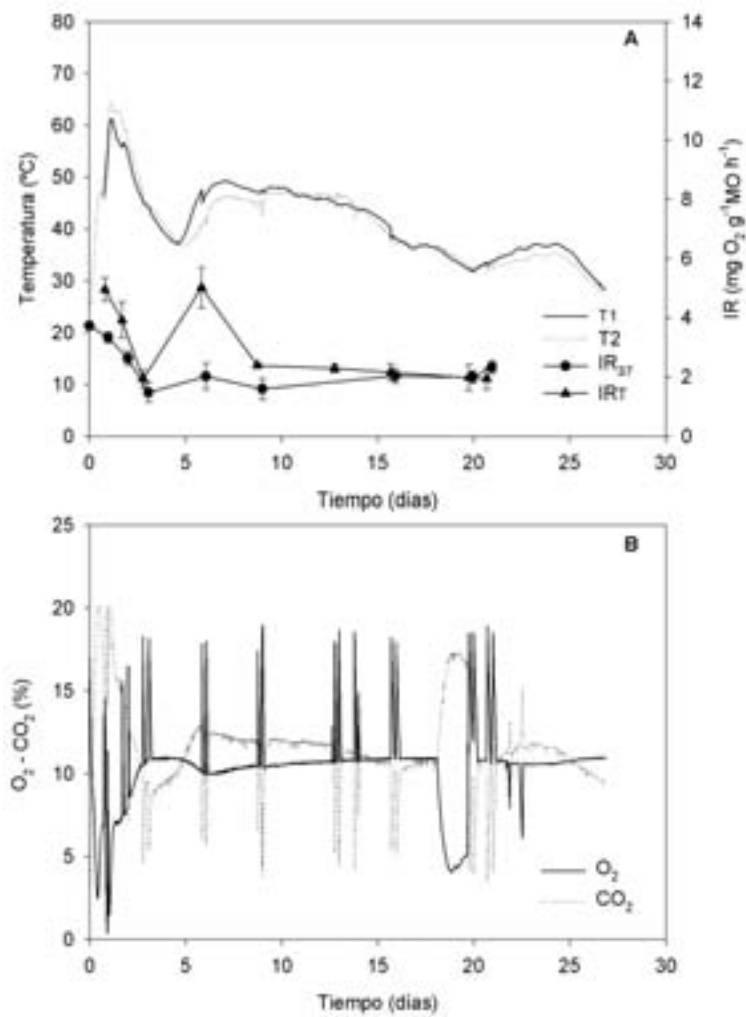 A
80
70
60
50
40
30
20
10
0
Temperatura (ºC)
14
12
10
8
6
4
2
0
IR (mg O₂ g⁻¹MO h⁻¹)
T1
T2
IR₃₇
IRT
0 5 10 15 20 25 30
Tiempo (días)
B
25
20
15
10
5
0
O₂ - CO₂ (%)
O₂
CO₂
0 5 10 15 20 25 30
Tiempo (días)